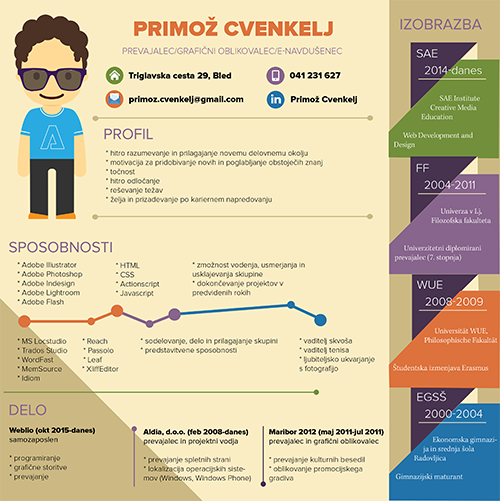 PRIMOŽ CVENKELJ
PREVAJALEC/GRAFIČNI OBLIKOVALEC/E-NAVDUŠENEC
Triglavska cesta 29, Bled
041 231 627
primoz.cvenkelj@gmail.com
in
Primož Cvenkelj
PROFIL
* hitro razumevanje in prilagajanje novemu delovnemu okolju
* motivacija za pridobivanje novih in poglabljanje obstoječih znanj
* točnost
* hitro odločanje
* reševanje težav
* želja in prizadevanje po kariernem napredovanju
SPOSOBNOSTI
* Adobe Illustrator
* Adobe Photoshop
* Adobe Indesign
* Adobe Lightroom
* Adobe Flash
* HTML
* CSS
* Actionscript
* Javascript
* zmožnost vodenja, usmerjanja in
usklajevanja skupine
* dokončevanje projektov v
predvidenih rokih
* MS Locstudio
* Trados Studio
* WordFast
* MemSource
* Idiom
* Reach
* Passolo
* Leaf
* XliffEditor
* sodelovanje, delo in prilagajanje skupini
* predstavitvene sposobnosti
* vaditelj skvoša
* vaditelj tenisa
* ljubiteljsko ukvarjanje
s fotografijo
DELO
Weblio (okt 2015-danes)
samozaposlen
* programiranje
* grafične storitve
* prevajanje
Aldia, d.o.o. (feb 2008-danes)
prevajalec in projektni vodja
* prevajanje spletnih strani
* lokalizacija operacijskih siste-
mov (Windows, Windows Phone)
Maribor 2012 (maj 2011-jul 2011)
prevajalec in grafični oblikovalec
* prevajanje kulturnih besedil
* oblikovanje promocijskega
gradiva
IZOBRAZBA
SAE
2014-danes
SAE Institute
Creative Media
Education
Web Development and
Design
FF
2004-2011
Univerza v Lj,
Filozofska fakulteta
Univerzitetni diplomirani
prevajalec (7. stopnja)
WUE
2008-2009
Universität WUE,
Philosophische Fakultät
Študentska izmenjava Erasmus
EGSŠ
2000-2004
Ekonomska gimnazi-
ja in srednja šola
Radovljica
Gimnazijski maturant